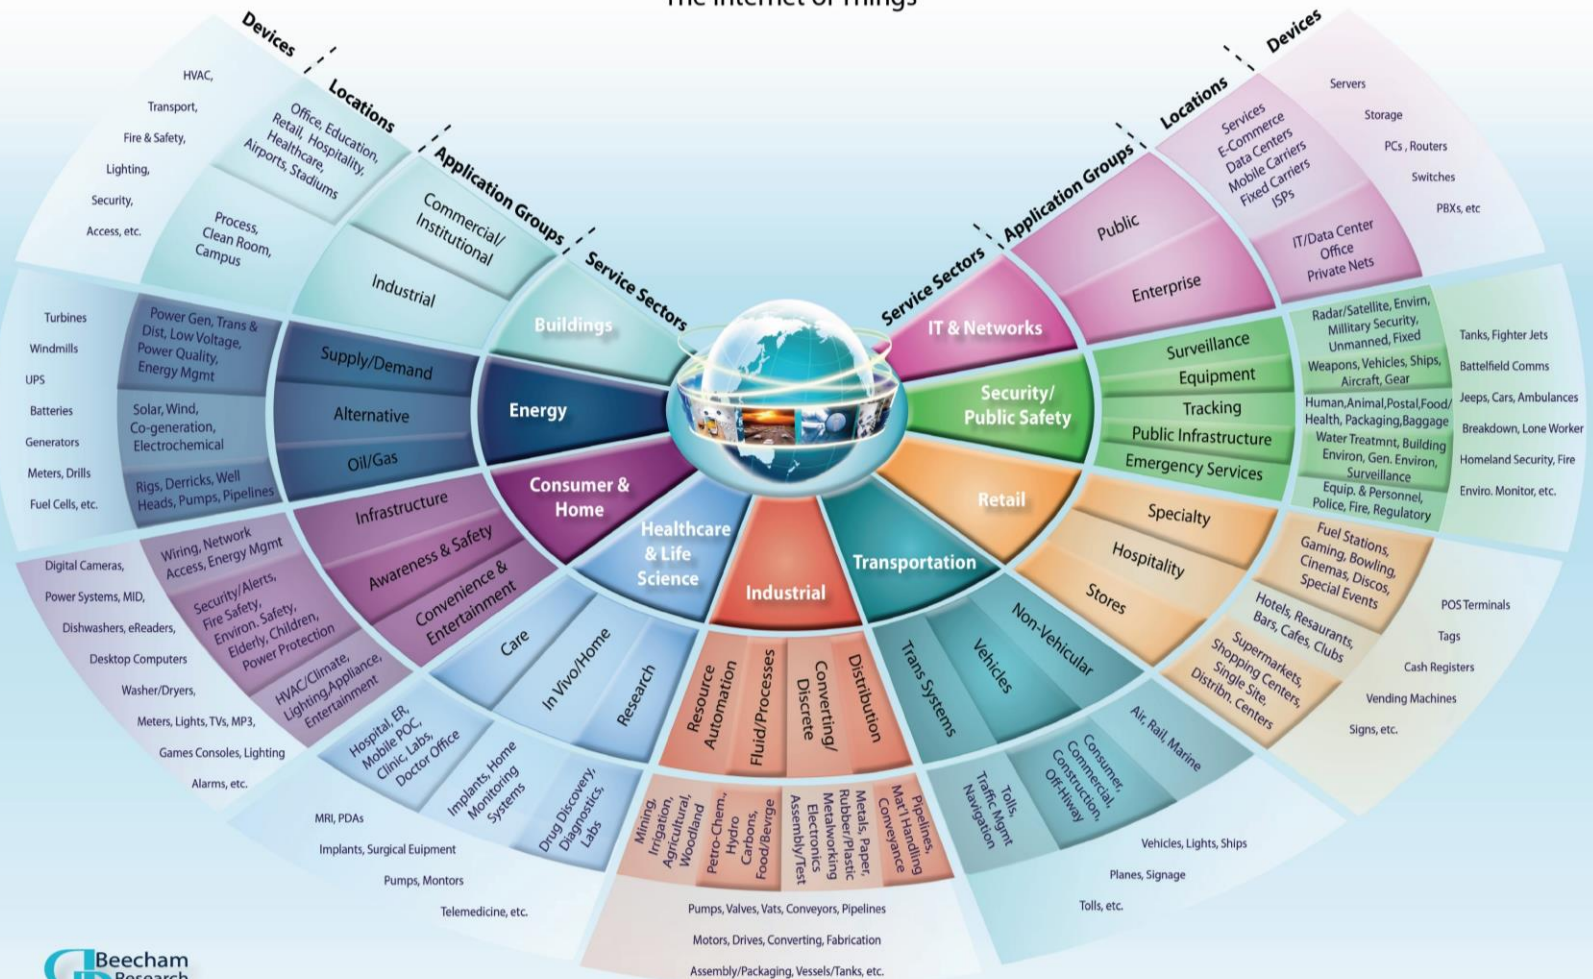 The Internet of Things
Devices
Locations
Application Groups
Service Sectors
Service Sectors
Application Groups
Locations
Devices
Buildings
Commercial/
Institutional
Industrial
Office, Education,
Retail, Hospitality,
Healthcare,
Airports, Stadiums
Process,
Clean Room,
Campus
HVAC,
Transport,
Fire & Safety,
Lighting,
Security,
Access, etc.
Energy
Supply/Demand
Alternative
Oil/Gas
Power Gen, Trans &
Dist, Low Voltage,
Power Quality,
Energy Mgmt
Solar, Wind,
Co-generation,
Electrochemical
Rigs, Derricks, Well
Heads, Pumps, Pipelines
Turbines
Windmills
UPS
Batteries
Generators
Meters, Drills
Fuel Cells, etc.
Consumer &
Home
Infrastructure
Awareness & Safety
Convenience &
Entertainment
Wiring, Network
Access, Energy Mgmt
Security/Alerts,
Fire Safety,
Environ. Safety,
Elderly, Children,
Power Protection
HVAC/Climate,
Lighting,Appliance,
Entertainment
Digital Cameras,
Power Systems, MID,
Dishwashers, eReaders,
Desktop Computers
Washer/Dryers,
Meters, Lights, TVs, MP3,
Games Consoles, Lighting
Alarms, etc.
Healthcare
& Life
Science
Care
In Vivo/Home
Research
Hospital, ER,
Mobile POC,
Clinic, Labs,
Doctor Office
Implants, Home
Monitoring
Systems
Drug Discovery,
Diagnostics,
Labs
MRI, PDAs
Implants, Surgical Euipment
Pumps, Montors
Telemedicine, etc.
Industrial
Resource
Automation
Fluid/Processes
Converting/
Discrete
Distribution
Mining,
Irrigation,
Agricultural,
Woodland
Petro-Chem.,
Hydro
Carbons,
Food/Bevrge
Metals, Paper,
Rubber/Plastic
Metalworking
Electronics
Assembly/Test
Pipelines,
Mat'l Handling
Conveyance
Pumps, Valves, Vats, Conveyors, Pipelines
Motors, Drives, Converting, Fabrication
Assembly/Packaging, Vessels/Tanks, etc.
Transportation
Trans Systems
Vehicles
Non-Vehicular
Tolls,
Traffic Mgmt
Navigation
Consumer,
Commercial,
Construction,
Off-Hiway
Air, Rail, Marine
Vehicles, Lights, Ships
Planes, Signage
Tolls, etc.
Retail
Specialty
Hospitality
Stores
Fuel Stations,
Gaming, Bowling,
Cinemas, Discos,
Special Events
Hotels, Resaurants,
Bars, Cafes, Clubs
Supermarkets,
Shopping Centers,
Single Site,
Distribn. Centers
POS Terminals
Tags
Cash Registers
Vending Machines
Signs, etc.
Security/
Public Safety
Surveillance
Equipment
Tracking
Public Infrastructure
Emergency Services
Radar/Satellite, Envirn,
Millitary Security,
Unmanned, Fixed
Weapons, Vehicles, Ships,
Aircraft, Gear
Human,Animal,Postal,Food/
Health, Packaging,Baggage
Water Treatmnt, Building
Environ, Gen. Environ,
Surveillance
Equip. & Personnel,
Police, Fire, Regulatory
Tanks, Fighter Jets
Battelfield Comms
Jeeps, Cars, Ambulances
Breakdown, Lone Worker
Homeland Security, Fire
Enviro. Monitor, etc.
IT & Networks
Public
Enterprise
Services
E-Commerce
Data Centers
Mobile Carriers
Fixed Carriers
ISPs
IT/Data Center
Office
Private Nets
Servers
Storage
PCs , Routers
Switches
PBXs, etc
Beecham
Research